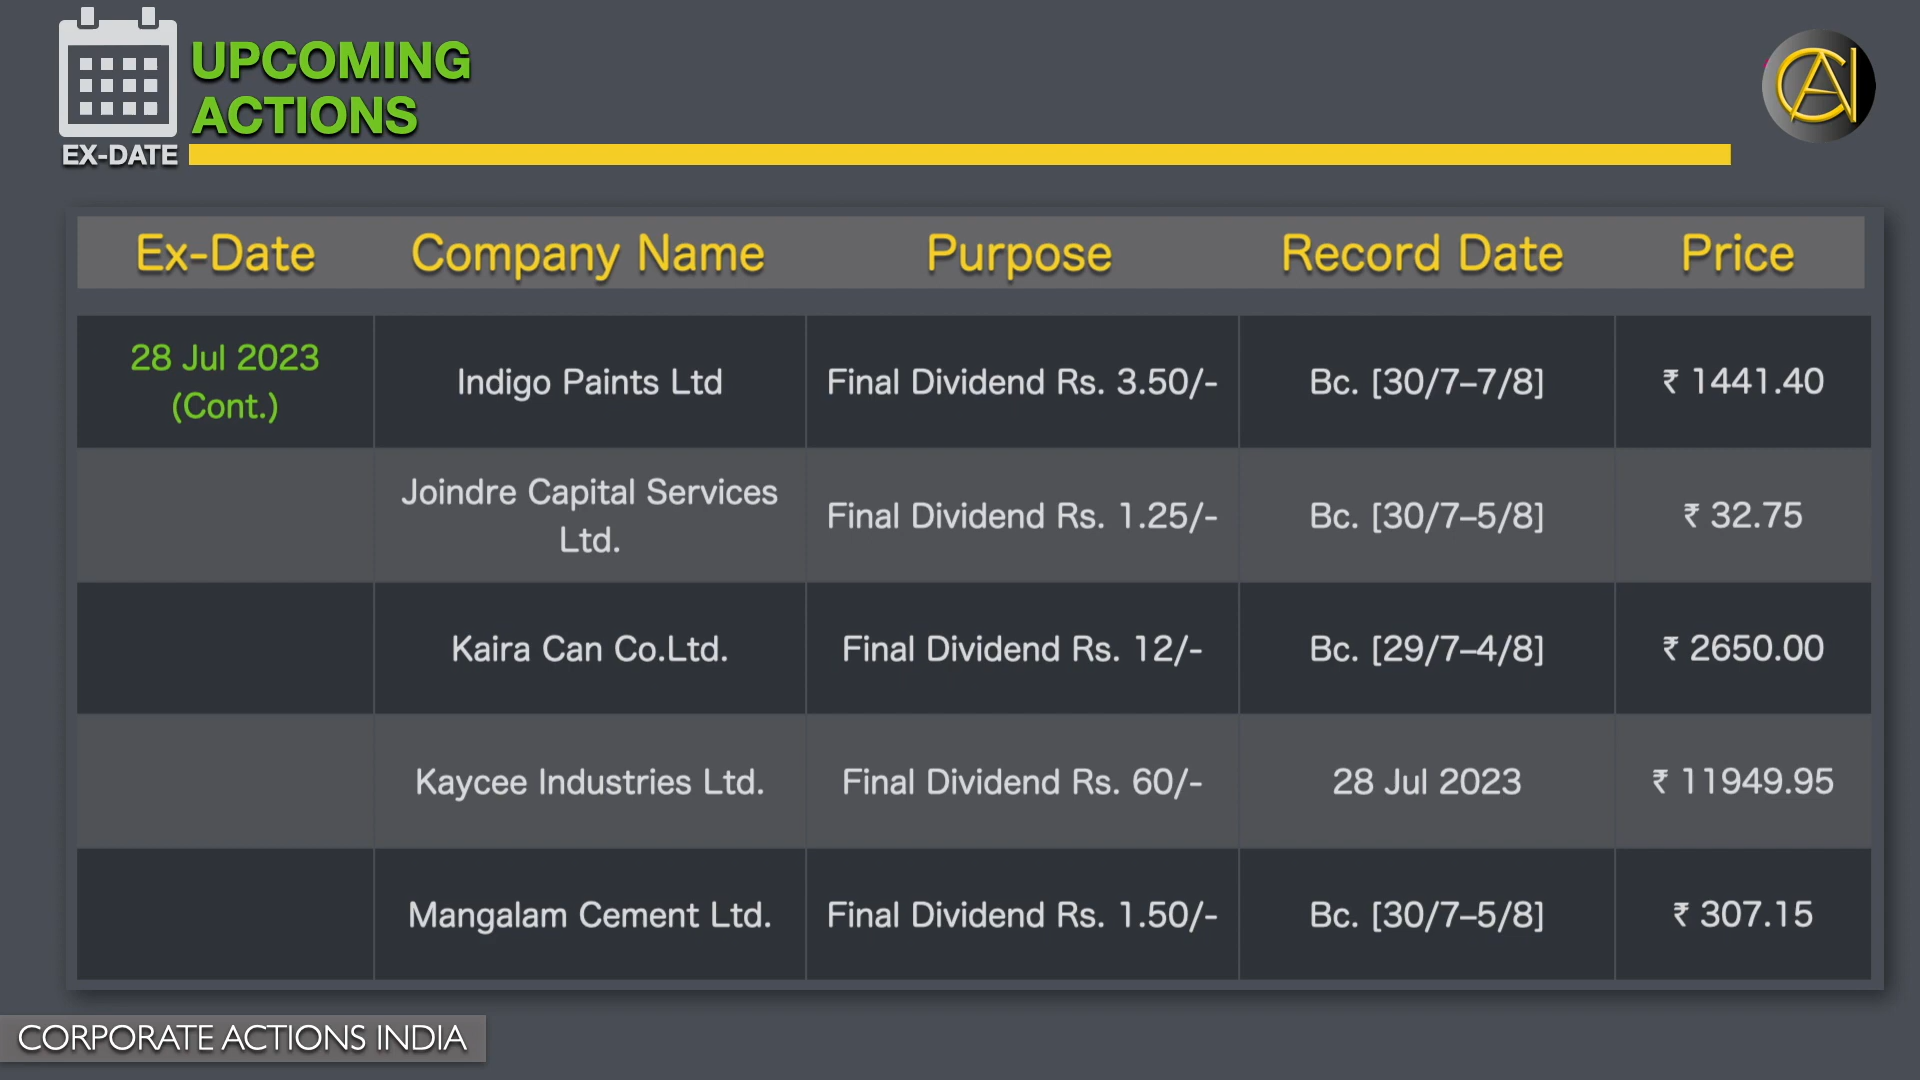 UPCOMING
ACTIONS
EX-DATE
CAI
Ex-Date Company Name Purpose Record Date Price
28 Jul 2023
(Cont.)
Indigo Paints Ltd Final Dividend Rs. 3.50/- Bc. [30/7–7/8] ₹ 1441.40
Joindre Capital Services
Ltd.
Final Dividend Rs. 1.25/- Bc. [30/7–5/8] ₹ 32.75
Kaira Can Co.Ltd. Final Dividend Rs. 12/- Bc. [29/7–4/8] ₹ 2650.00
Kaycee Industries Ltd. Final Dividend Rs. 60/- 28 Jul 2023 ₹ 11949.95
Mangalam Cement Ltd. Final Dividend Rs. 1.50/- Bc. [30/7–5/8] ₹ 307.15
CORPORATE ACTIONS INDIA